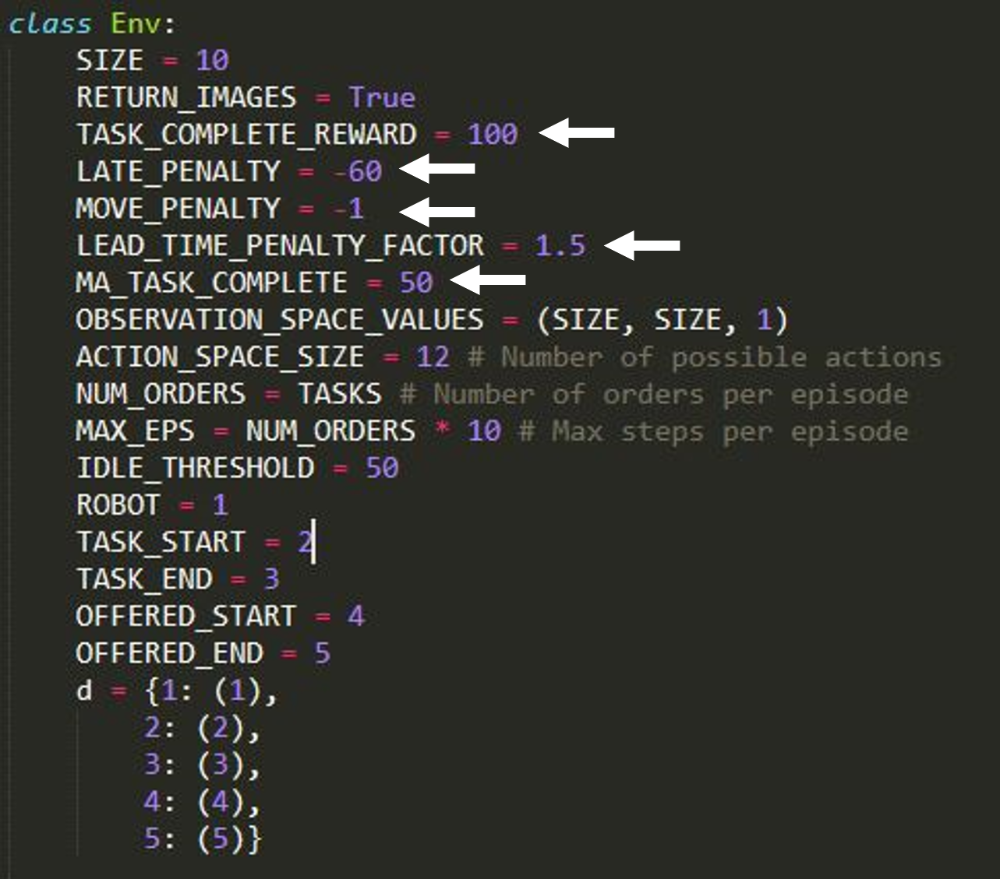 class Env:
    SIZE = 10
    RETURN_IMAGES = True
    TASK_COMPLETE_REWARD = 100
    LATE_PENALTY = -60
    MOVE_PENALTY = -1
    LEAD_TIME_PENALTY_FACTOR = 1.5
    MA_TASK_COMPLETE = 50
    OBSERVATION_SPACE_VALUES = (SIZE, SIZE, 1)
    ACTION_SPACE_SIZE = 12 # Number of possible actions
    NUM_ORDERS = TASKS # Number of orders per episode
    MAX_EPS = NUM_ORDERS * 10 # Max steps per episode
    IDLE_THRESHOLD = 50
    ROBOT = 1
    TASK_START = 2
    TASK_END = 3
    OFFERED_START = 4
    OFFERED_END = 5
    d = {1: (1),
        2: (2),
        3: (3),
        4: (4),
        5: (5)}